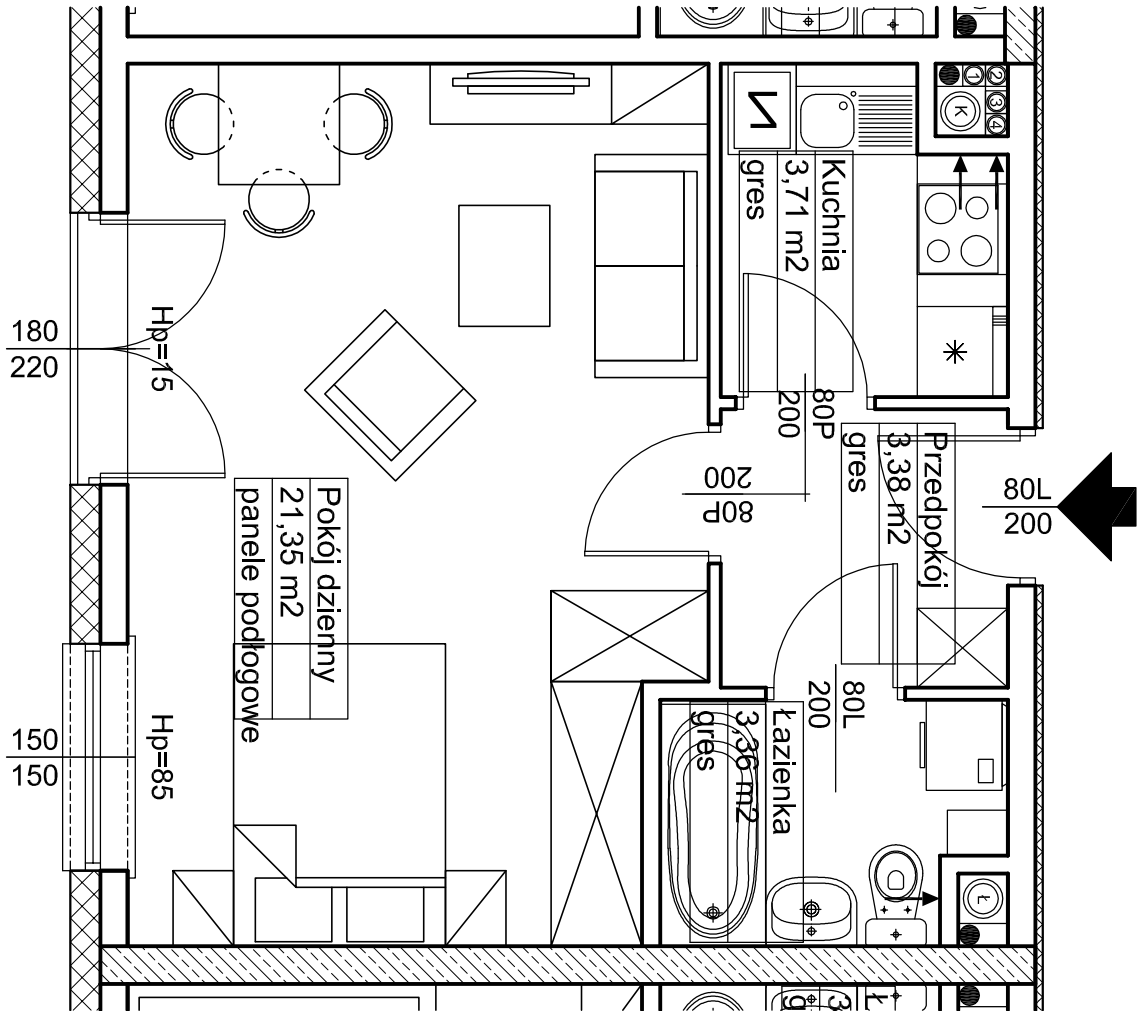 Kuchnia
3,71 m2
gres
Przedpokój
3,38 m2
gres
Pokój dzienny
21,35 m2
panele podłogowe
Łazienka
3,36 m2
gres
180
220
Hp=15
150
150
Hp=85
80P
200
80P
200
80L
200
80L
200
K
1
2
3
4
Ł
Ł
3
g